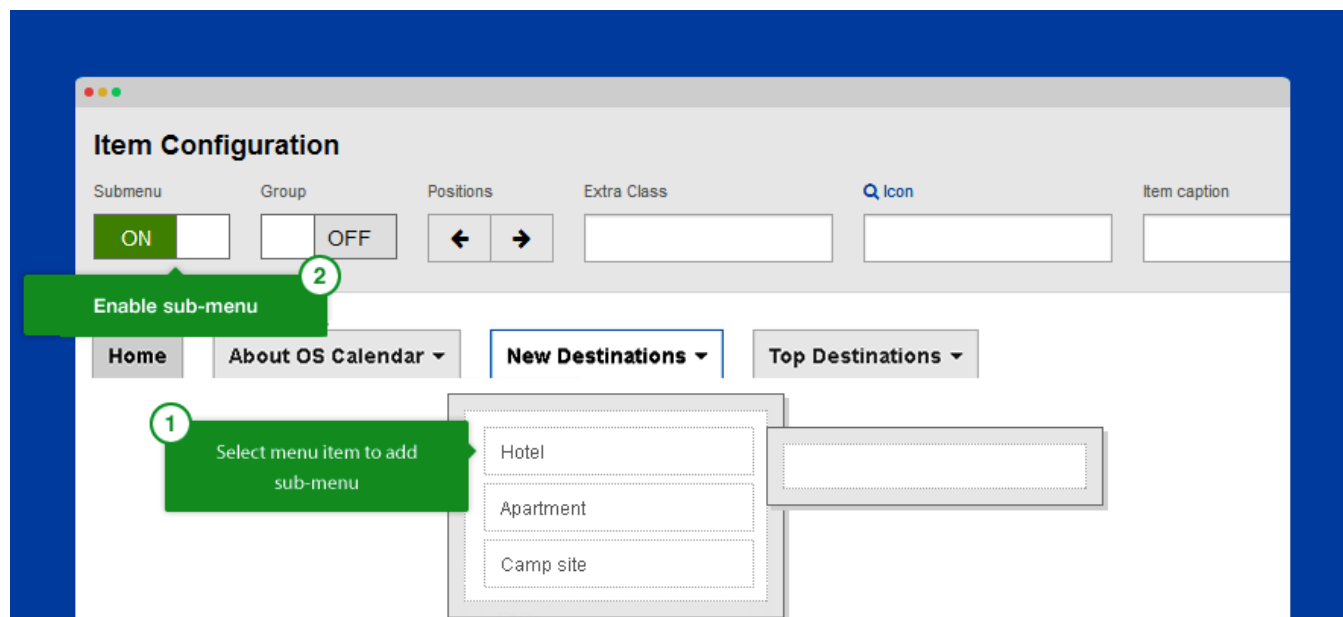 Item Configuration
Submenu Group Positions Extra Class Icon Item caption
ON OFF
2
Enable sub-menu
Home About OS Calendar New Destinations Top Destinations
1
Select menu item to add
sub-menu
Hotel
Apartment
Camp site